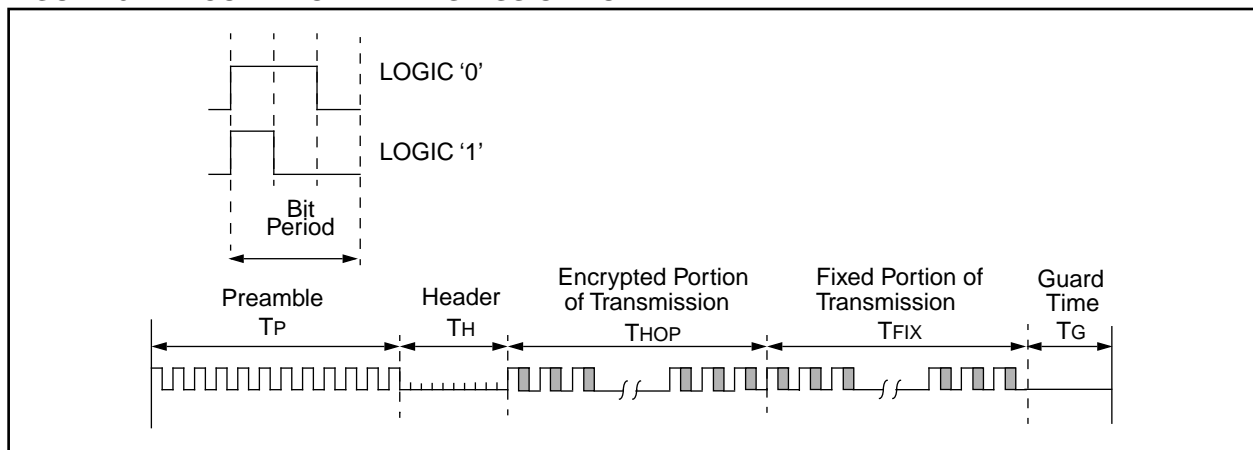 LOGIC ‘0’
LOGIC ‘1’
Bit
Period
Preamble
TP
Header
TH
Encrypted Portion
of Transmission
THOP
Fixed Portion of
Transmission
TFIX
Guard
Time
TG